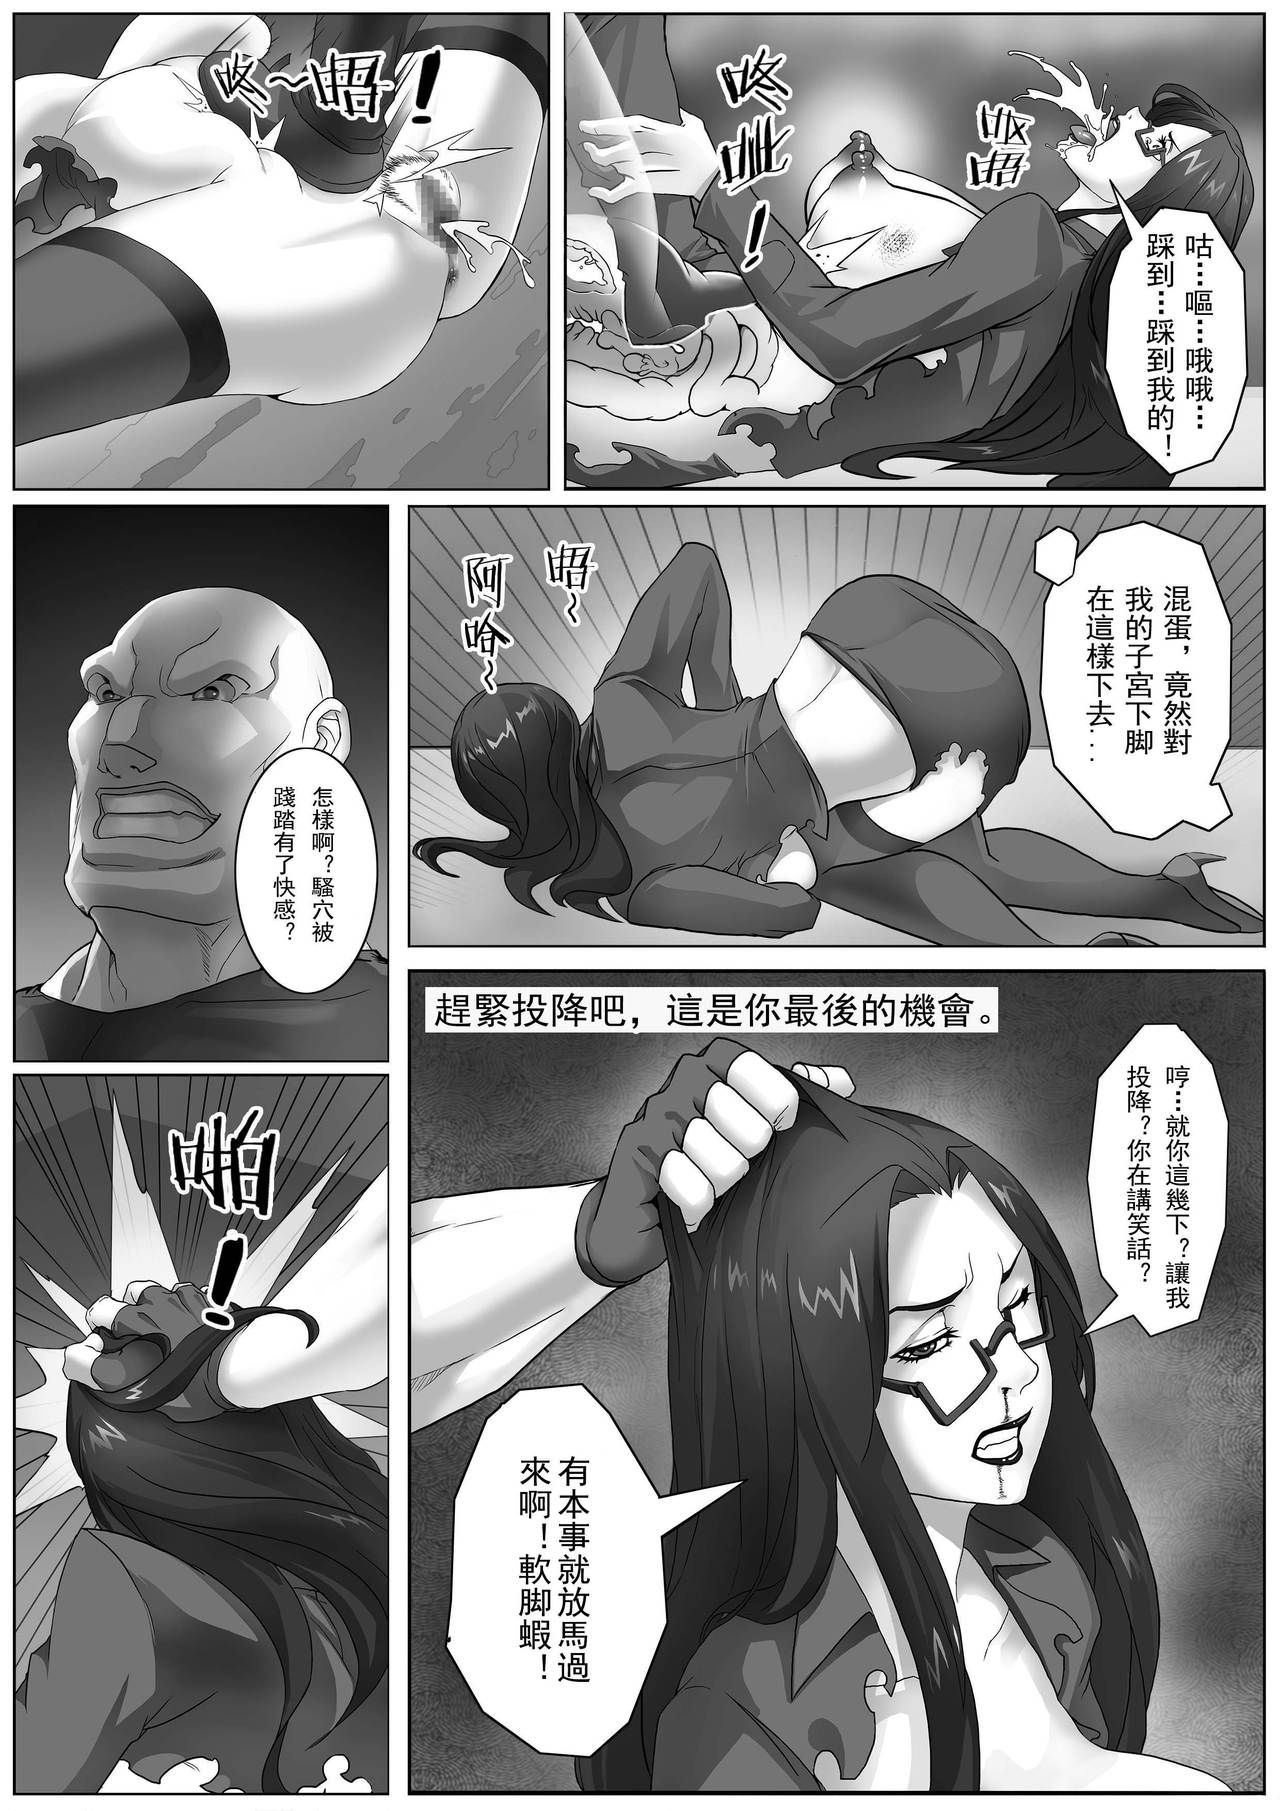 咕…嘔…哦哦…
踩到…踩到我的！
嘔唔
咚呲！
咚～唔！
混蛋，竟然對
我的子宮下脚
在這樣下去…
唔～
阿哈～
怎樣啊？騷穴被
踐踏有了快感？
趕緊投降吧，這是你最後的機會。
哼…就你這幾下？讓我
投降？你在講笑話？
有本事就放馬過
來啊！軟脚蝦！
啪！